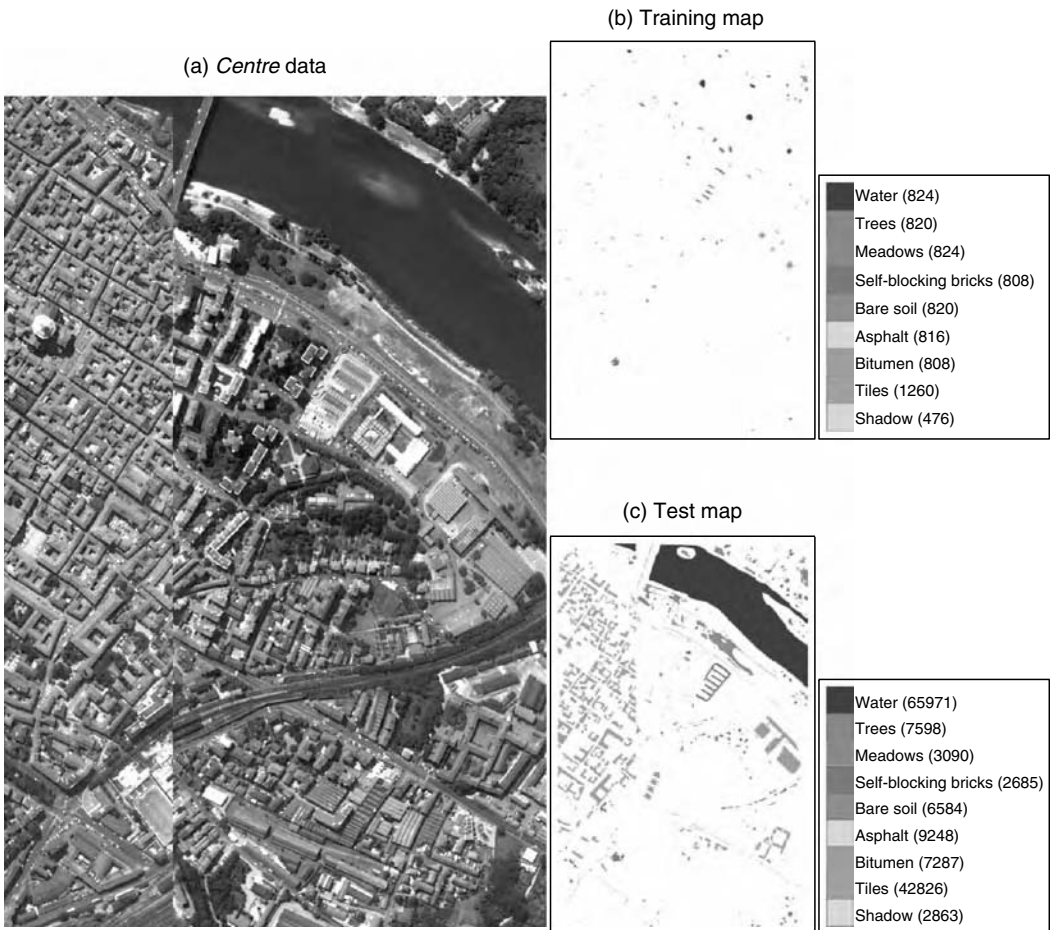 (a) Centre data
(b) Training map
Water (824)
Trees (820)
Meadows (824)
Self-blocking bricks (808)
Bare soil (820)
Asphalt (816)
Bitumen (808)
Tiles (1260)
Shadow (476)
(c) Test map
Water (65971)
Trees (7598)
Meadows (3090)
Self-blocking bricks (2685)
Bare soil (6584)
Asphalt (9248)
Bitumen (7287)
Tiles (42826)
Shadow (2863)